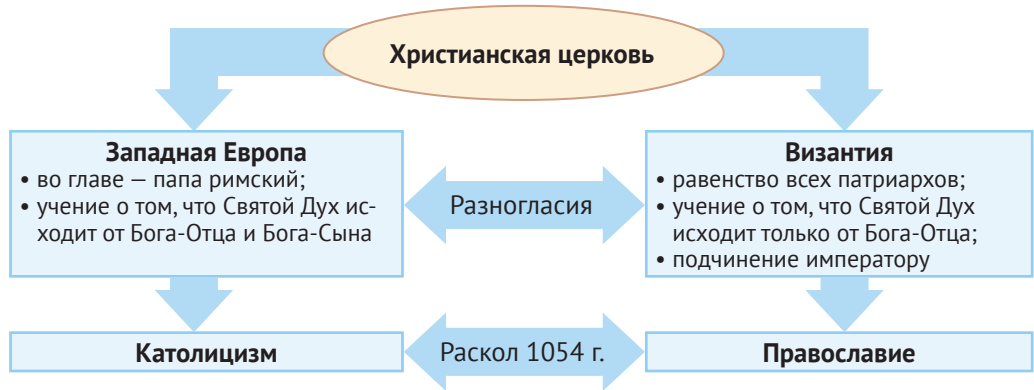 Христианская церковь
Западная Европа
• во главе — папа римский;
• учение о том, что Святой Дух ис-
ходит от Бога-Отца и Бога-Сына
Разногласия
Византия
• равенство всех патриархов;
• учение о том, что Святой Дух
исходит только от Бога-Отца;
• подчинение императору
Католицизм
Раскол 1054 г.
Православие